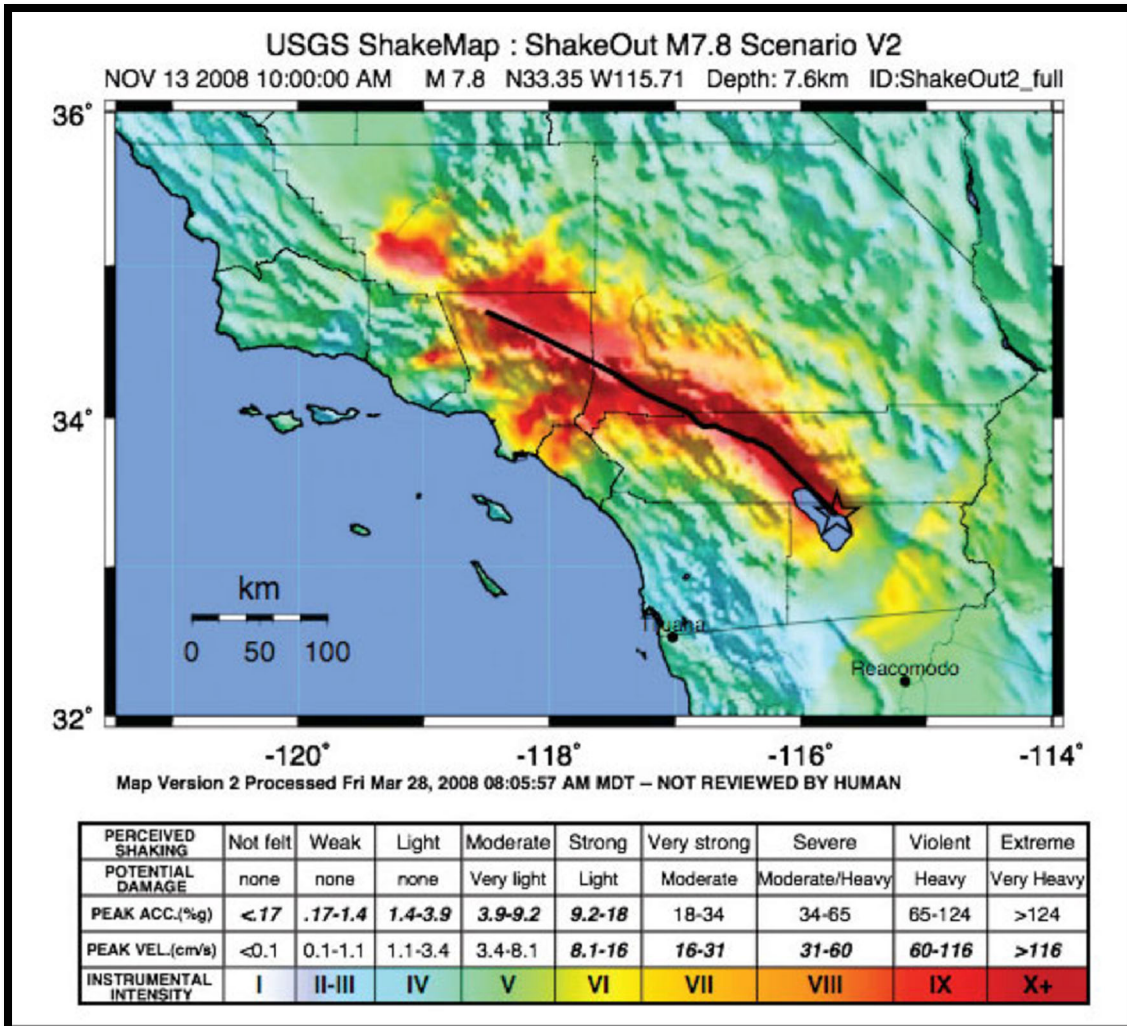 USGS ShakeMap : ShakeOut M7.8 Scenario V2
NOV 13 2008 10:00:00 AM M 7.8 N33.35 W115.71 Depth: 7.6km ID:ShakeOut2_full
36°
34°
km
0 50 100
Tijuana
Reacomodo
32°
-120° -118° -116° -114°
Map Version 2 Processed Fri Mar 28, 2008 08:05:57 AM MDT – NOT REVIEWED BY HUMAN
PERCEIVED SHAKING Not felt Weak Light Moderate Strong Very strong Severe Violent Extreme
POTENTIAL DAMAGE none none none Very light Light Moderate Moderate/Heavy Heavy Very Heavy
PEAK ACC.(%g) <.17 .17-1.4 1.4-3.9 3.9-9.2 9.2-18 18-34 34-65 65-124 >124
PEAK VEL.(cm/s) <0.1 0.1-1.1 1.1-3.4 3.4-8.1 8.1-16 16-31 31-60 60-116 >116
INSTRUMENTAL INTENSITY I II-III IV V VI VII VIII IX X+